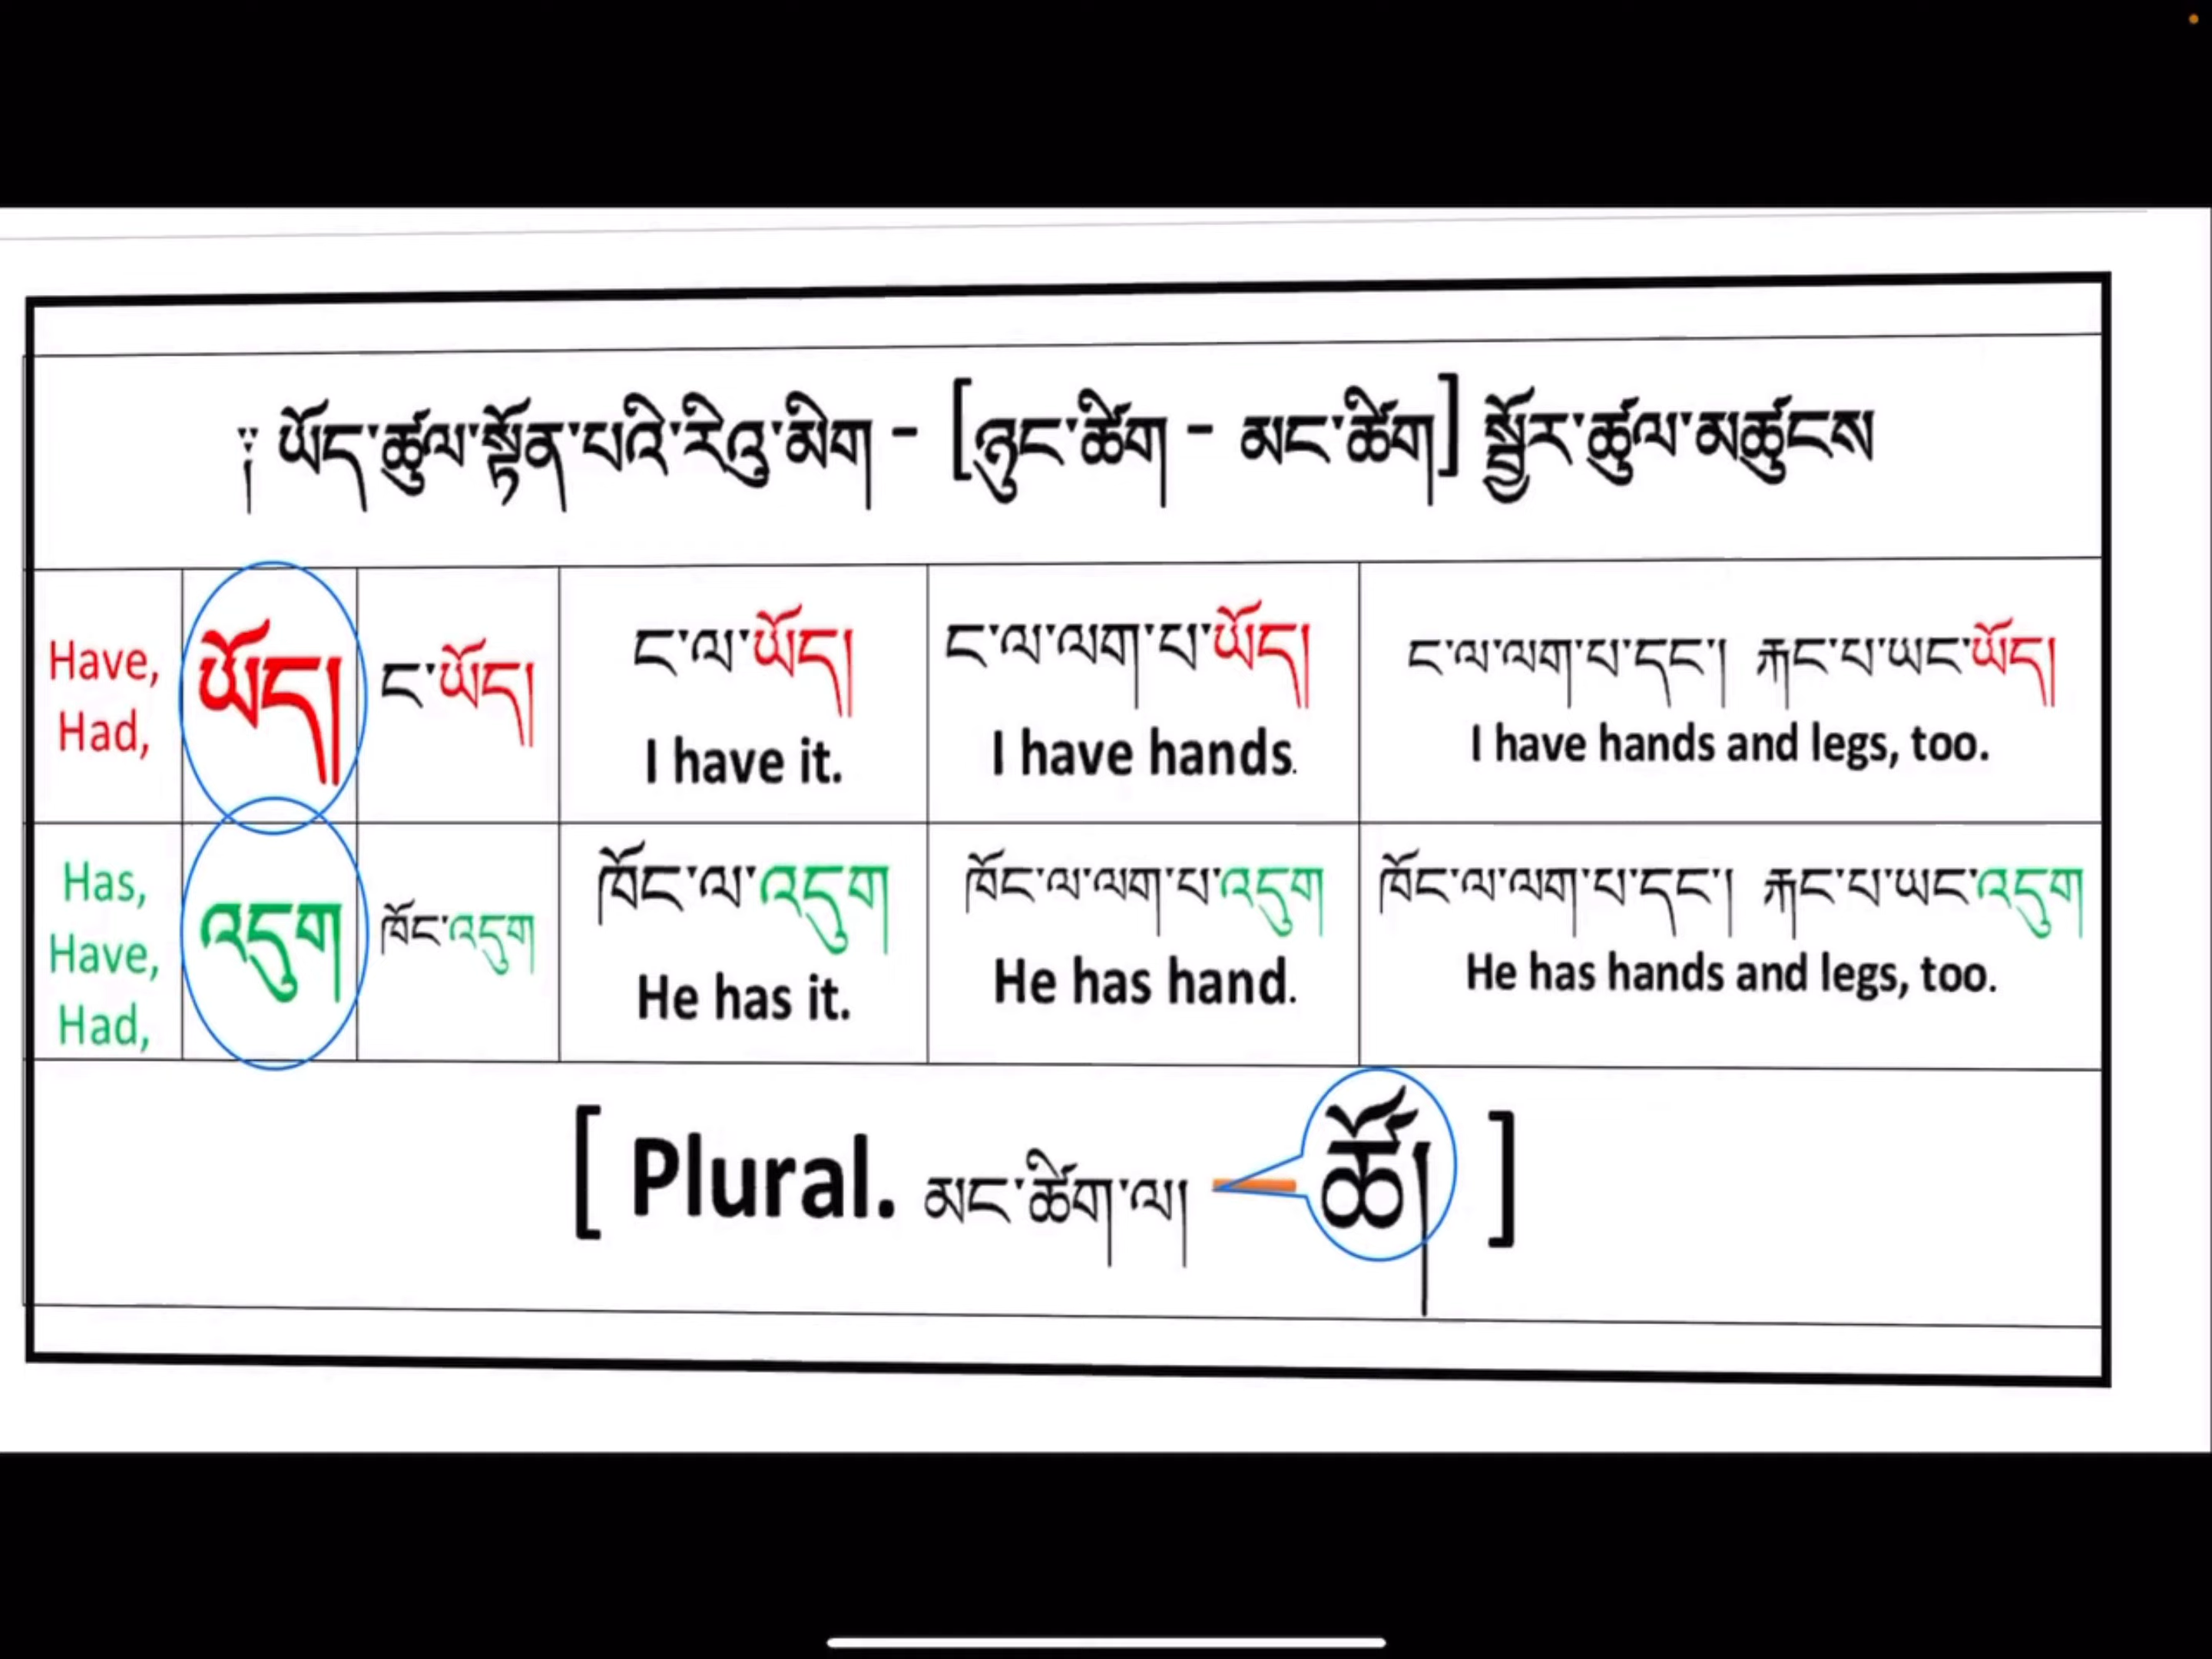 ༈ ཡོད་ཚུལ་སྟོན་པའི་རེའུ་མིག - [ཉུང་ཚིག - མང་ཚིག] སྦྱོར་ཚུལ་མཚུངས
Have,
Had,
ཡོད།
ང་ཡོད།
ང་ལ་ཡོད།
I have it.
ང་ལ་ལག་པ་ཡོད།
I have hands.
ང་ལ་ལག་པ་དང་། རྐང་པ་ཡང་ཡོད།
I have hands and legs, too.
Has,
Have,
Had,
འདུག
ཁོང་འདུག
ཁོང་ལ་འདུག
He has it.
ཁོང་ལ་ལག་པ་འདུག
He has hand.
ཁོང་ལ་ལག་པ་དང་། རྐང་པ་ཡང་འདུག
He has hands and legs, too.
[ Plural. མང་ཚིག་ལ། — ཚོ། ]